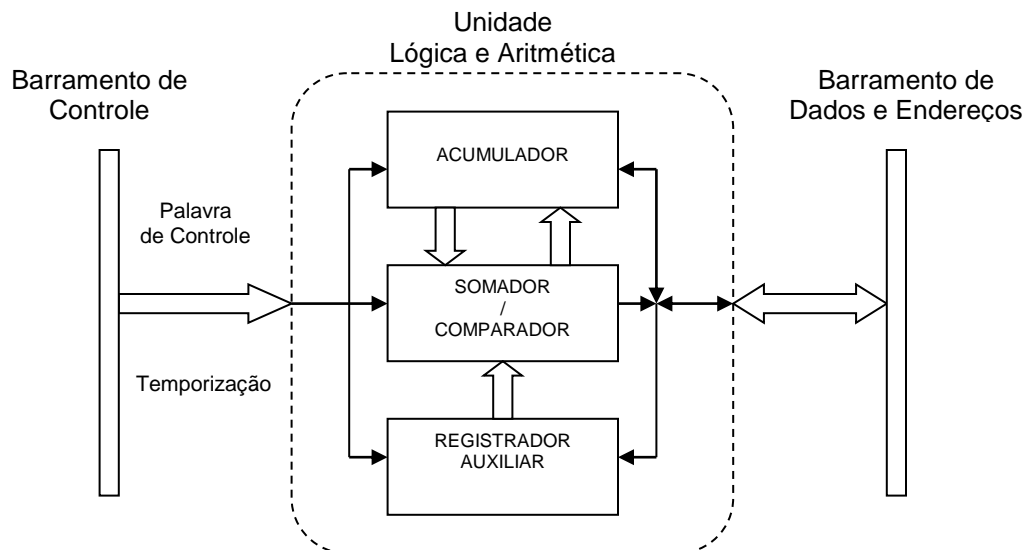 Unidade
Lógica e Aritmética
Barramento de
Controle
Barramento de
Dados e Endereços
ACUMULADOR
Palavra
de Controle
SOMADOR
/
COMPARADOR
Temporização
REGISTRADOR
AUXILIAR